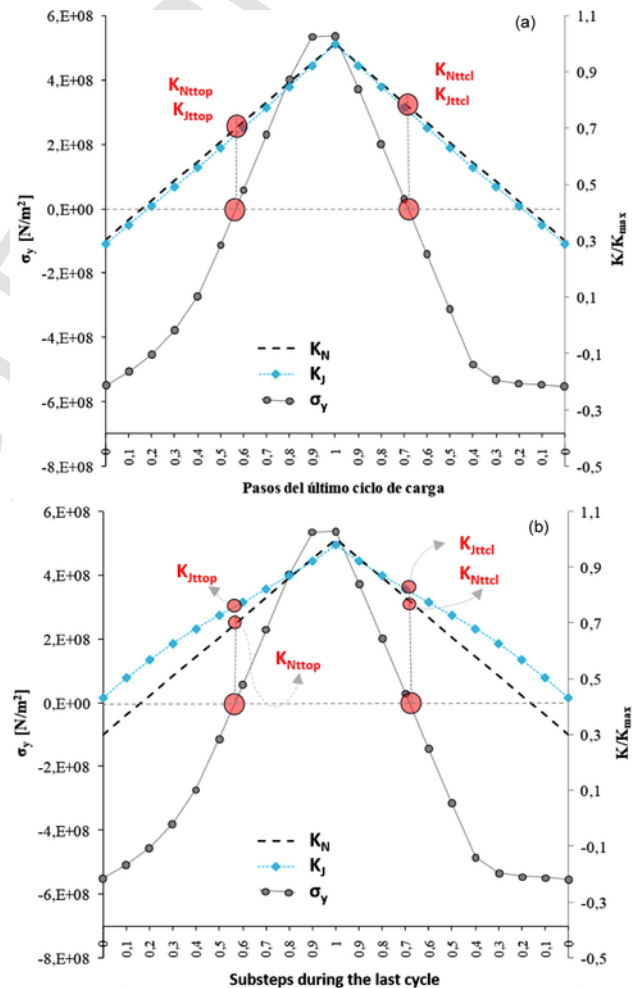 (a)
6,E+08
4,E+08
2,E+08
0,E+00
-2,E+08
-4,E+08
-6,E+08
-8,E+08
σy [N/m²]
KNttop
KJttop
KNttcl
KJttcl
KN
KJ
σy
1,1
0,9
0,7
0,5
0,3
0,1
-0,1
-0,3
-0,5
K/Kmax
0 0,1 0,2 0,3 0,4 0,5 0,6 0,7 0,8 0,9 1 0,9 0,8 0,7 0,6 0,5 0,4 0,3 0,2 0,1 0
Pasos del último ciclo de carga
(b)
6,E+08
4,E+08
2,E+08
0,E+00
-2,E+08
-4,E+08
-6,E+08
-8,E+08
σy [N/m²]
KJttop
KNttop
KJttcl
KNttcl
KN
KJ
σy
1,1
0,9
0,7
0,5
0,3
0,1
-0,1
-0,3
-0,5
K/Kmax
0 0,1 0,2 0,3 0,4 0,5 0,6 0,7 0,8 0,9 1 0,9 0,8 0,7 0,6 0,5 0,4 0,3 0,2 0,1 0
Substeps during the last cycle